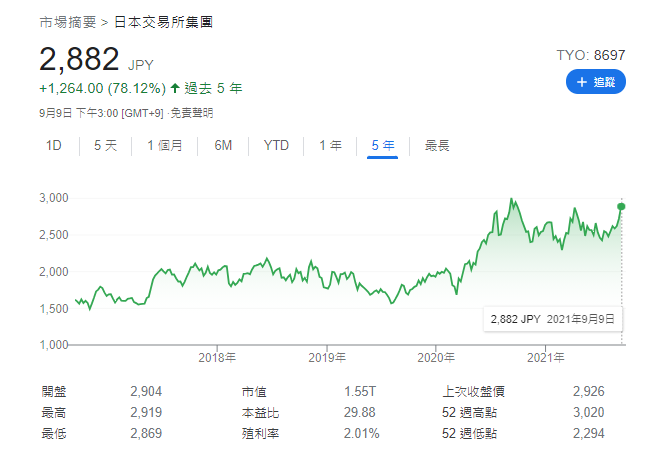 市場摘要 > 日本交易所集團
2,882 JPY
TYO: 8697
+1,264.00 (78.12%) 過去 5 年
+ 追蹤
9月9日 下午3:00 [GMT+9] · 免責聲明
1D 5 天 1 個月 6M YTD 1 年 5 年 最長
3,000
2,500
2,000
1,500
1,000
2,882 JPY 2021年9月9日
2018年 2019年 2020年 2021年
開盤 2,904 市值 1.55T 上次收盤價 2,926
最高 2,919 本益比 29.88 52 週高點 3,020
最低 2,869 殖利率 2.01% 52 週低點 2,294